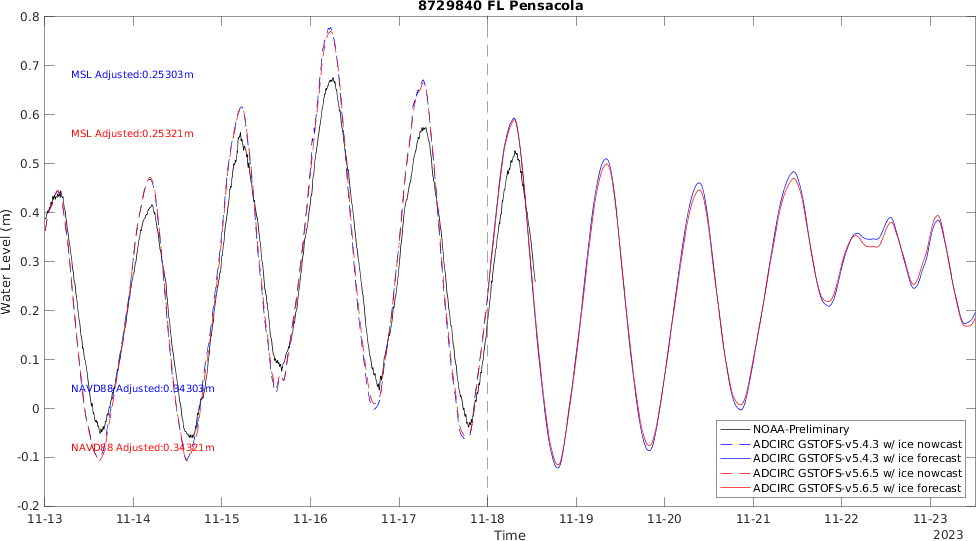 8729840 FL Pensacola
0.8
0.7
MSL Adjusted:0.25303m
0.6
MSL Adjusted:0.25321m
0.5
0.4
0.3
Water Level (m)
0.2
0.1
NAVD88 Adjusted:0.34303m
0
NAVD88 Adjusted:0.34321m
-0.1
-0.2
NOAA-Preliminary
ADCIRC GSTOFS-v5.4.3 w/ ice nowcast
ADCIRC GSTOFS-v5.4.3 w/ ice forecast
ADCIRC GSTOFS-v5.6.5 w/ ice nowcast
ADCIRC GSTOFS-v5.6.5 w/ ice forecast
11-13 11-14 11-15 11-16 11-17 11-18 11-19 11-20 11-21 11-22 11-23
Time
2023